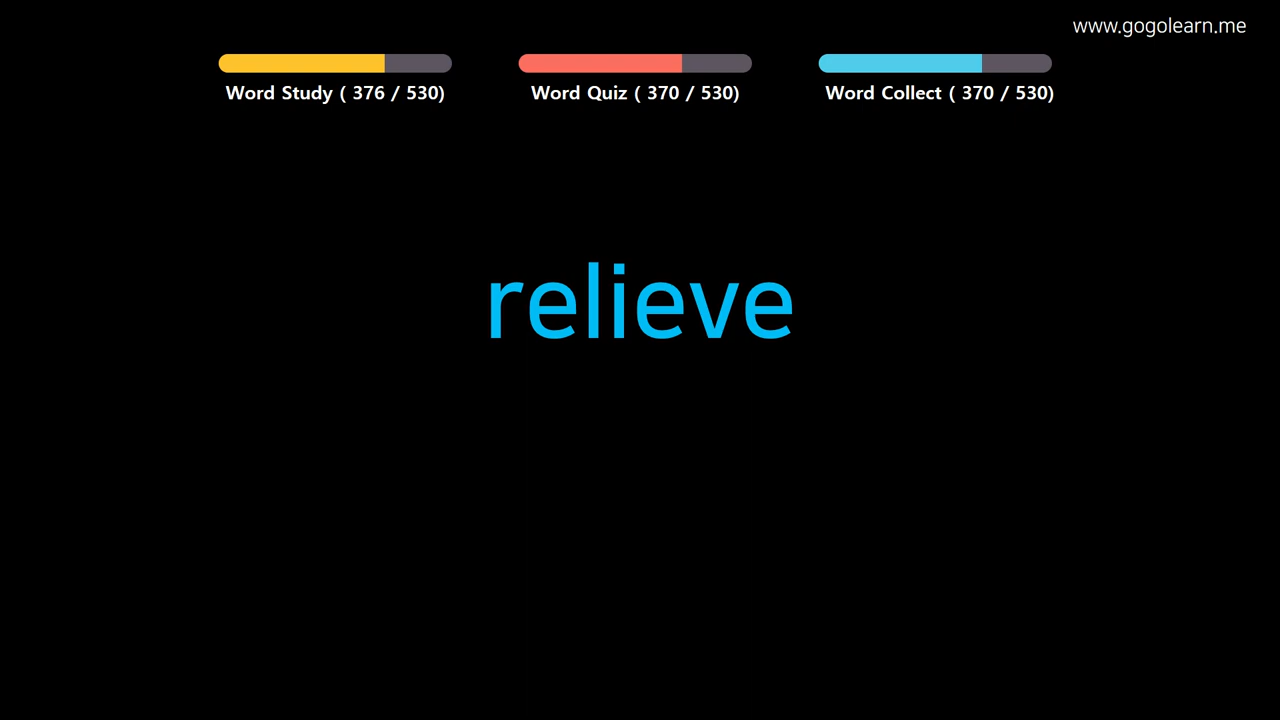 www.gogolearn.me
Word Study ( 376 / 530)
Word Quiz ( 370 / 530)
Word Collect ( 370 / 530)
relieve